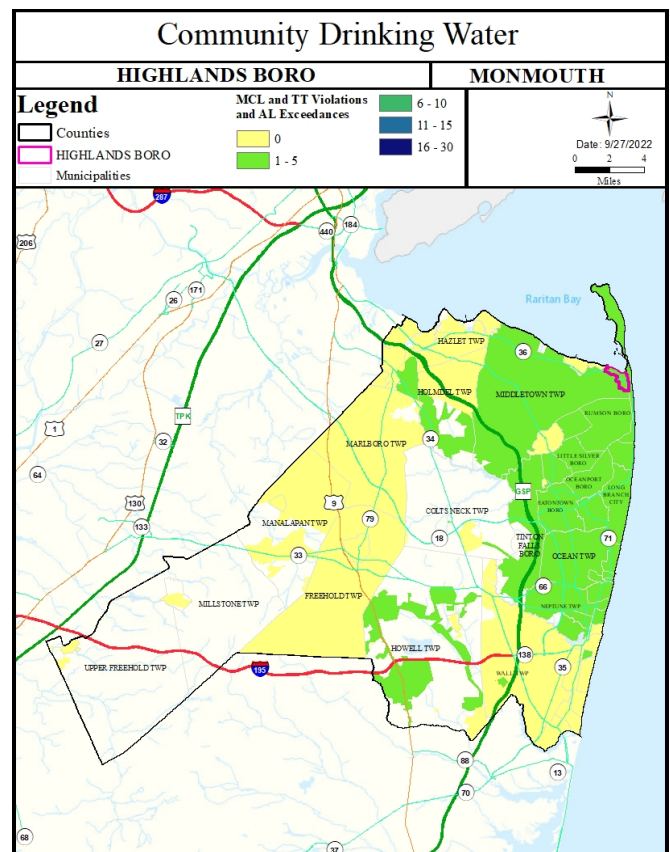 Community Drinking Water
HIGHLANDS BORO
MONMOUTH
Legend
Counties
HIGHLANDS BORO
Municipalities
MCL and TT Violations
and AL Exceedances
0
1 - 5
6 - 10
11 - 15
16 - 30
N
Date: 9/27/2022
0 2 4
Miles
287
206
440
184
171
26
27
Raritan Bay
HAZLET TWP
36
TPK
1
32
64
130
133
HOLMDEL TWP
MIDDLETOWN TWP
RUMSON BORO
MARLBORO TWP
34
LITTLE SILVER
BORO
OCEANPORT
BORO
LONG
BRANCH
CITY
GSP
EATONTOWN
BORO
9
79
COLTS NECK TWP
MANALAPAN TWP
18
TINTON
FALLS
BORO
71
OCEAN TWP
33
66
MILLSTONE TWP
FREEHOLD TWP
NEPTUNE TWP
HOWELL TWP
138
35
UPPER FREEHOLD TWP
195
WALL TWP
88
13
70
68
37